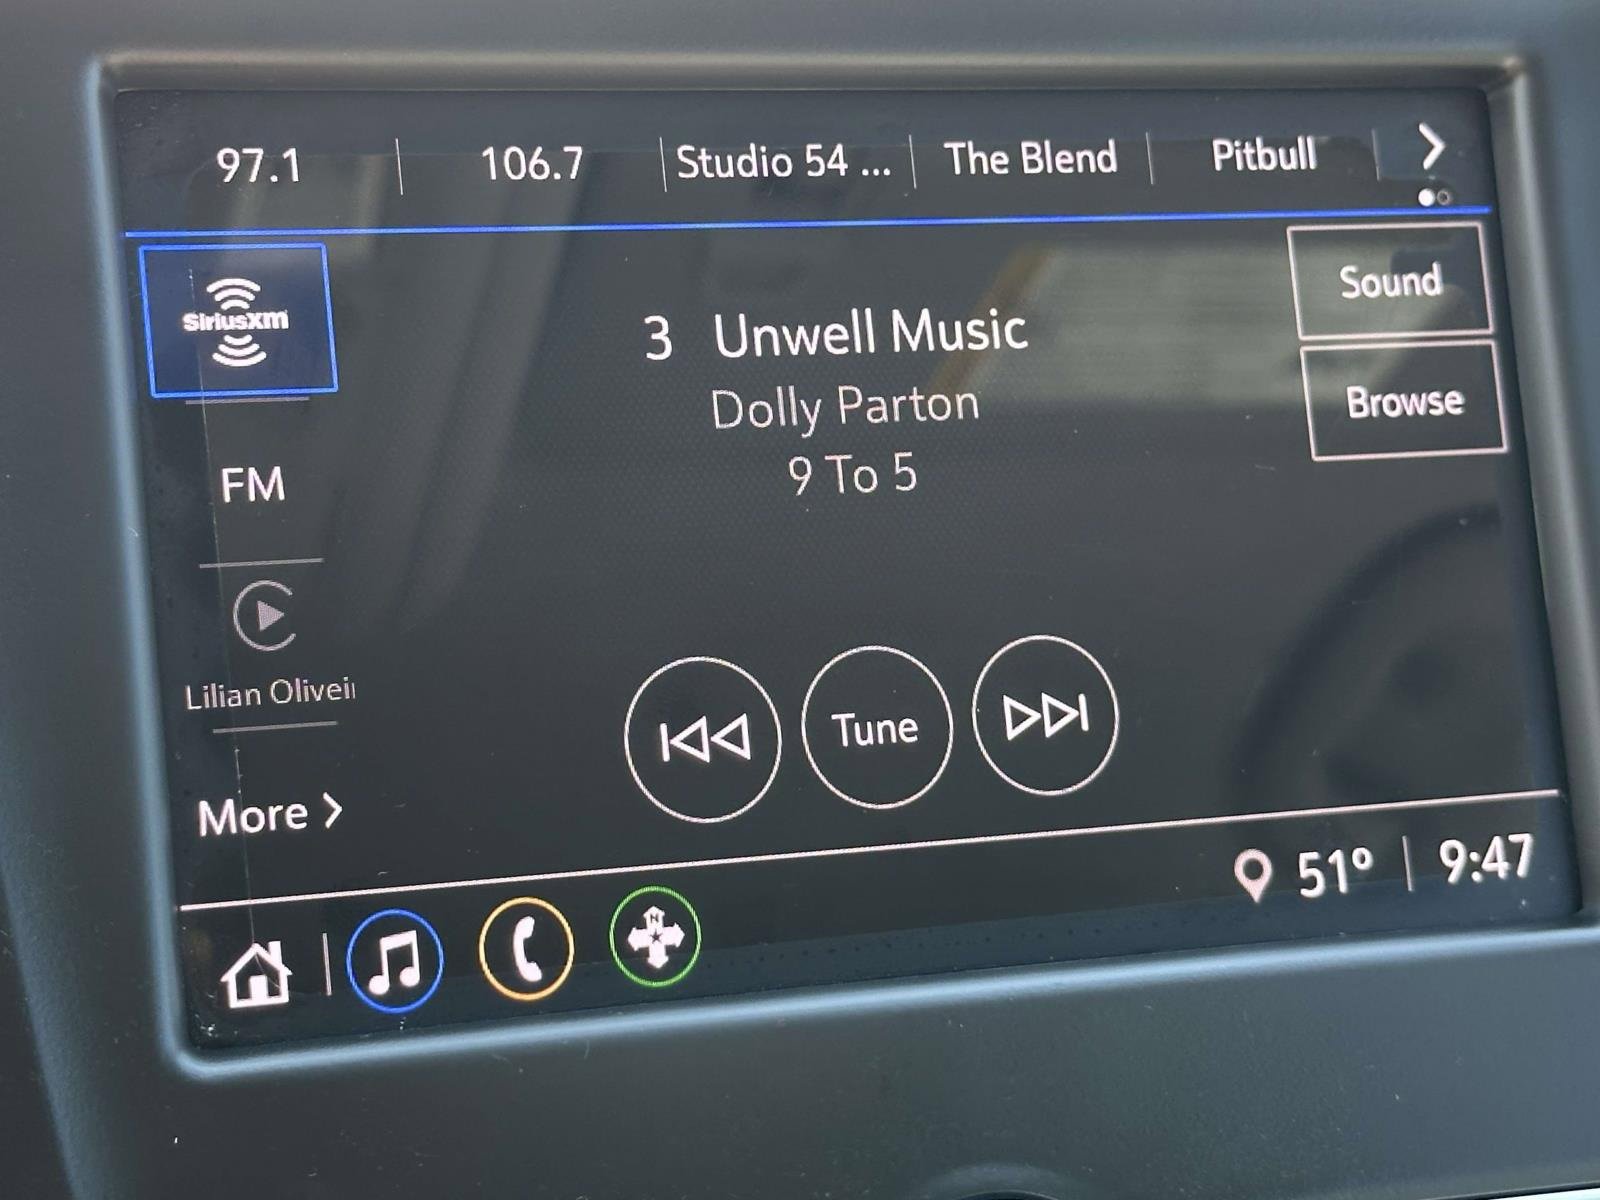 97.1
106.7
Studio 54 ...
The Blend
Pitbull
SiriusXM
Sound
3 Unwell Music
Dolly Parton
9 To 5
Browse
FM
Lilian Olivei
Tune
More >
51° | 9:47
N